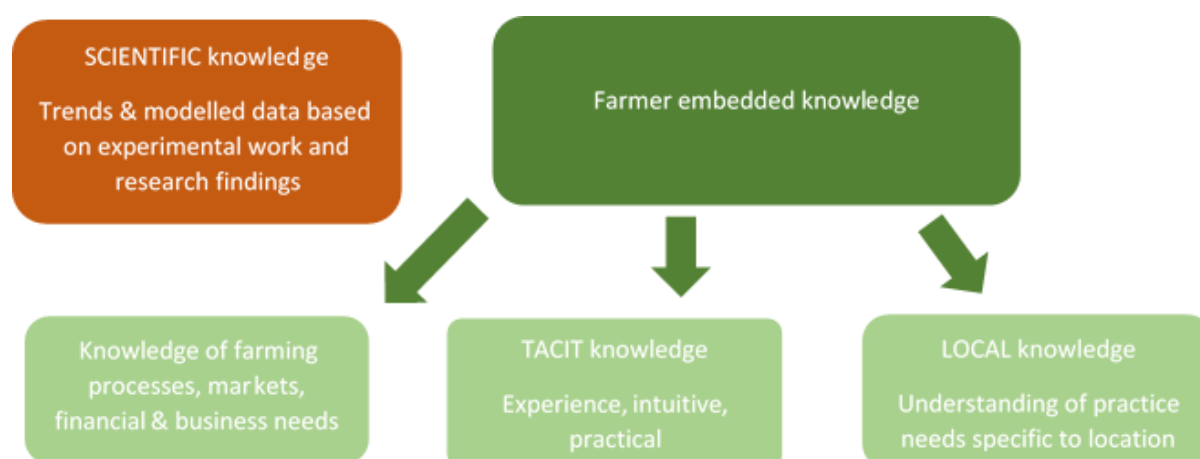 SCIENTIFIC knowledge
Trends & modelled data based
on experimental work and
research findings
Farmer embedded knowledge
Knowledge of farming
processes, markets,
financial & business needs
TACIT knowledge
Experience, intuitive,
practical
LOCAL knowledge
Understanding of practice
needs specific to location